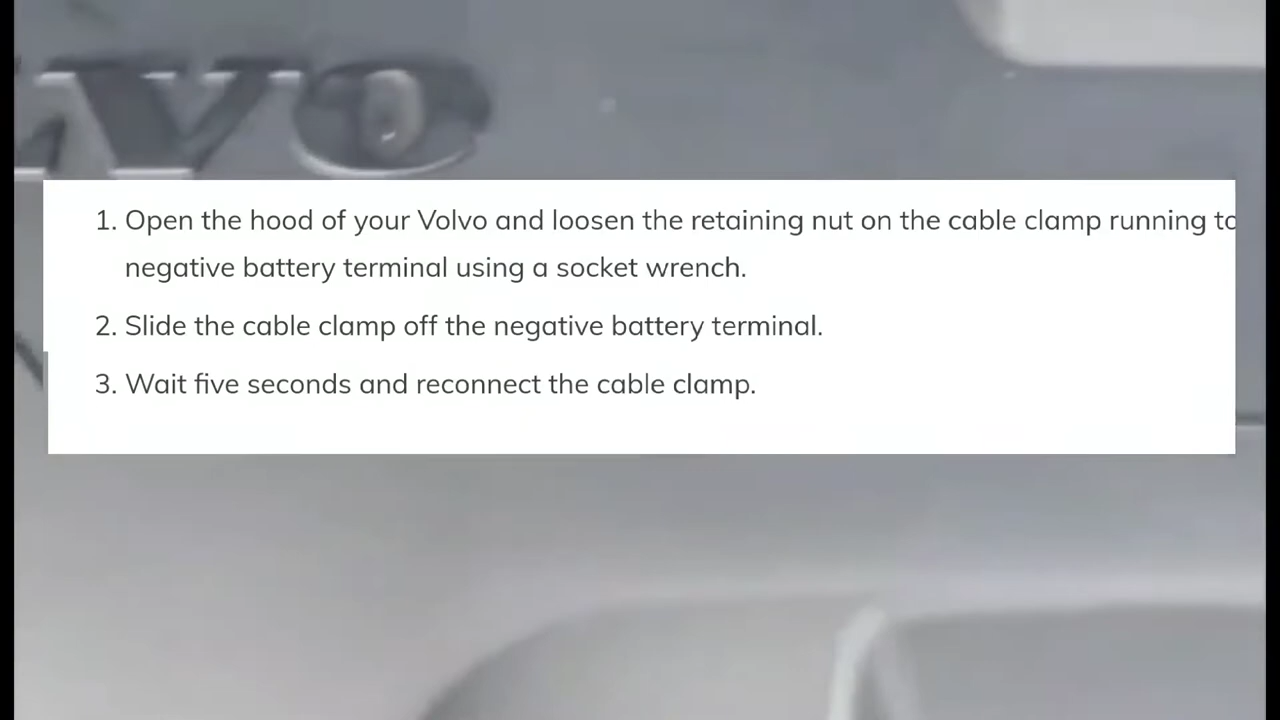 VO
1. Open the hood of your Volvo and loosen the retaining nut on the cable clamp running to
negative battery terminal using a socket wrench.
2. Slide the cable clamp off the negative battery terminal.
3. Wait five seconds and reconnect the cable clamp.